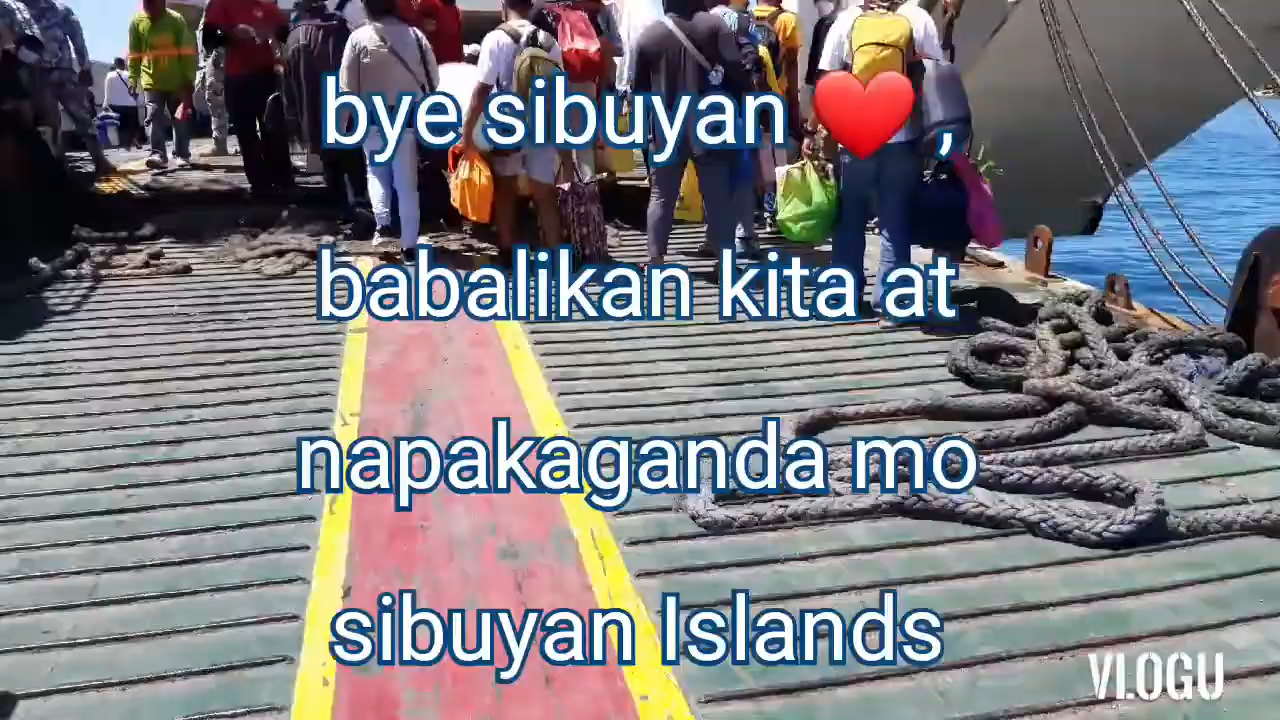 bye sibuyan ❤️ ,
babalikan kita at
napakaganda mo
sibuyan Islands
VLOGU